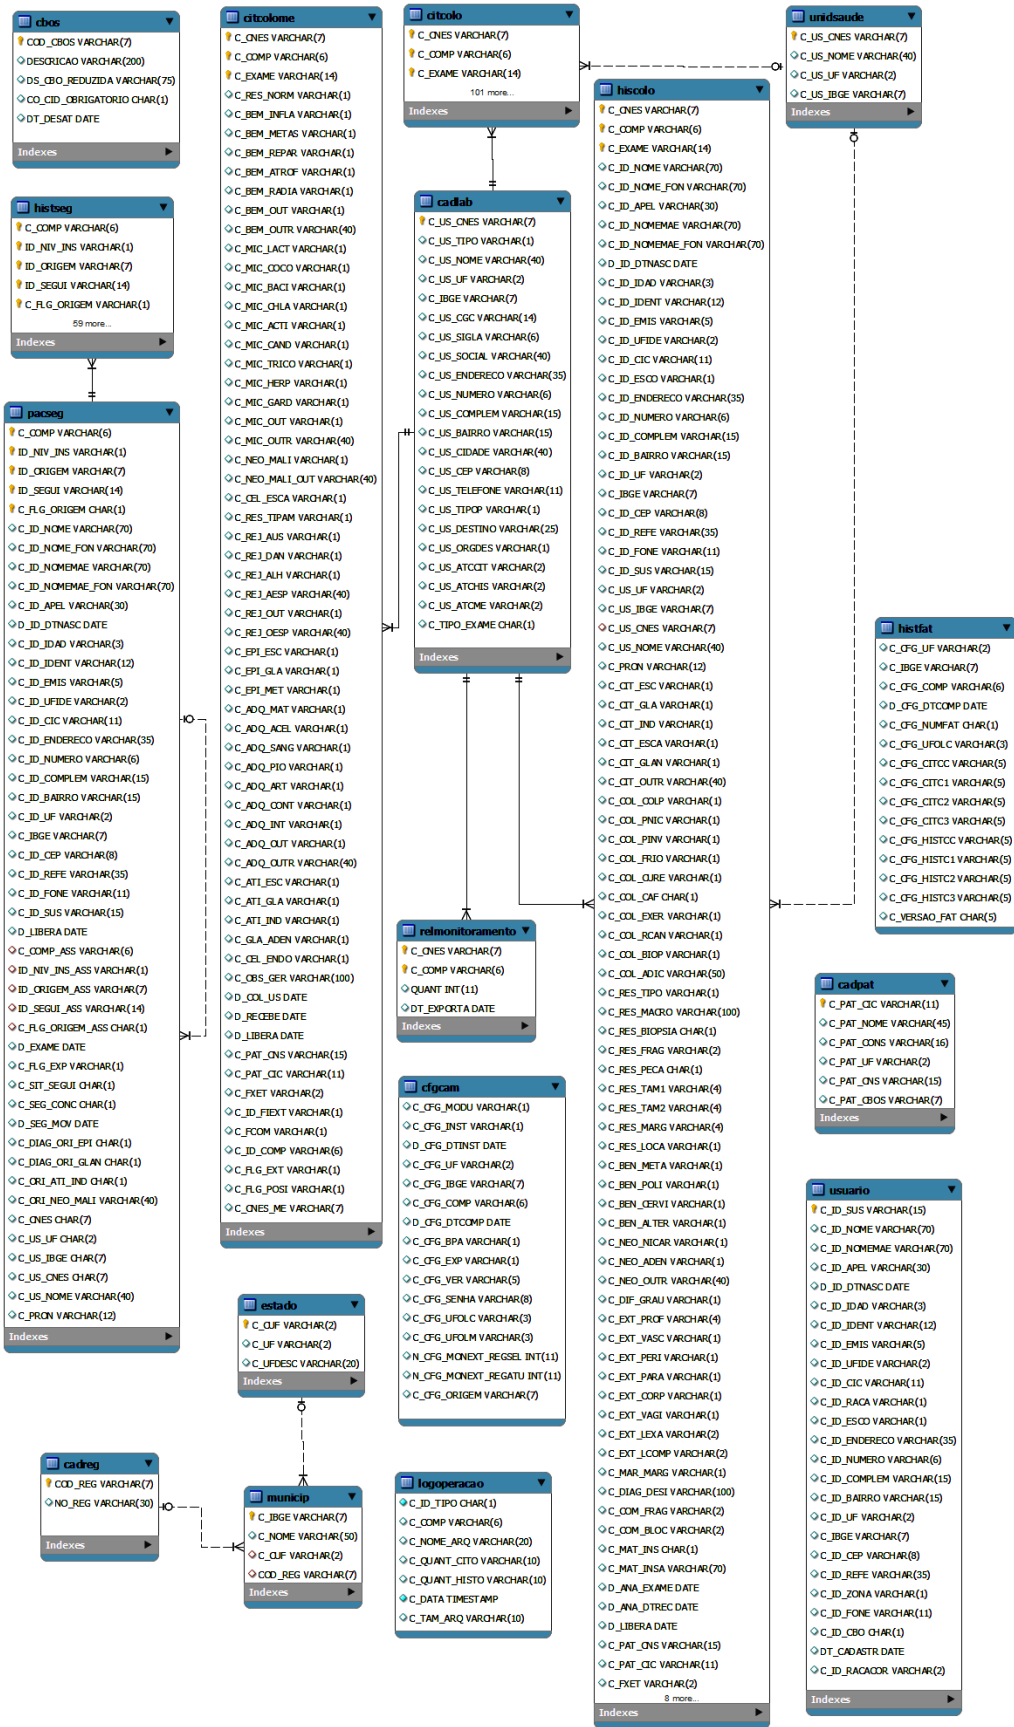 cbos
COD_CBOS VARCHAR(7)
DESCRICAO VARCHAR(200)
DS_CBO_REDUZIDA VARCHAR(75)
CO_CID_OBRIGATORIO CHAR(1)
DT_DESAT DATE
Indexes
histseg
C_COMP VARCHAR(6)
ID_NIV_INS VARCHAR(1)
ID_ORIGEM VARCHAR(7)
ID_SEGUI VARCHAR(14)
C_FLG_ORIGEM VARCHAR(1)
59 more...
Indexes
pacseg
C_COMP VARCHAR(6)
ID_NIV_INS VARCHAR(1)
ID_ORIGEM VARCHAR(7)
ID_SEGUI VARCHAR(14)
C_FLG_ORIGEM CHAR(1)
C_ID_NOME VARCHAR(70)
C_ID_NOME_FON VARCHAR(70)
C_ID_NOMEMAE VARCHAR(70)
C_ID_NOMEMAE_FON VARCHAR(70)
C_ID_APEL VARCHAR(30)
D_ID_DTNASC DATE
C_ID_IDAD VARCHAR(3)
C_ID_IDENT VARCHAR(12)
C_ID_EMIS VARCHAR(5)
C_ID_UFIDE VARCHAR(2)
C_ID_CIC VARCHAR(11)
C_ID_ENDERECO VARCHAR(35)
C_ID_NUMERO VARCHAR(6)
C_ID_COMPLEM VARCHAR(15)
C_ID_BAIRRO VARCHAR(15)
C_ID_UF VARCHAR(2)
C_IBGE VARCHAR(7)
C_ID_CEP VARCHAR(8)
C_ID_REFE VARCHAR(35)
C_ID_FONE VARCHAR(11)
C_ID_SUS VARCHAR(15)
D_LIBERA DATE
C_COMP_ASS VARCHAR(6)
ID_NIV_INS_ASS VARCHAR(1)
ID_ORIGEM_ASS VARCHAR(7)
ID_SEGUI_ASS VARCHAR(14)
C_FLG_ORIGEM_ASS CHAR(1)
D_EXAME DATE
C_FLG_EXP VARCHAR(1)
C_SIT_SEGUI CHAR(1)
C_SEG_CONC CHAR(1)
D_SEG_MOV DATE
C_DIAG_ORI_EPI CHAR(1)
C_DIAG_ORI_GLAN CHAR(1)
C_ORI_ATI_IND CHAR(1)
C_ORI_NEO_MALI VARCHAR(40)
C_CNES CHAR(7)
C_US_UF CHAR(2)
C_US_IBGE CHAR(7)
C_US_CNES CHAR(7)
C_US_NOME VARCHAR(40)
C_PRON VARCHAR(12)
Indexes
citcolome
C_CNES VARCHAR(7)
C_COMP VARCHAR(6)
C_EXAME VARCHAR(14)
C_RES_NORM VARCHAR(1)
C_BEM_INFLA VARCHAR(1)
C_BEM_METAS VARCHAR(1)
C_BEM_REPAR VARCHAR(1)
C_BEM_ATROF VARCHAR(1)
C_BEM_RADIA VARCHAR(1)
C_BEM_OUT VARCHAR(1)
C_BEM_OUTR VARCHAR(40)
C_MIC_LACT VARCHAR(1)
C_MIC_COCO VARCHAR(1)
C_MIC_BACI VARCHAR(1)
C_MIC_CHLA VARCHAR(1)
C_MIC_ACTI VARCHAR(1)
C_MIC_CAND VARCHAR(1)
C_MIC_TRICO VARCHAR(1)
C_MIC_HERP VARCHAR(1)
C_MIC_GARD VARCHAR(1)
C_MIC_OUT VARCHAR(1)
C_MIC_OUTR VARCHAR(40)
C_NEO_MALI VARCHAR(1)
C_NEO_MALI_OUT VARCHAR(40)
C_CEL_ESCA VARCHAR(1)
C_RES_TIPAM VARCHAR(1)
C_REJ_AUS VARCHAR(1)
C_REJ_DAN VARCHAR(1)
C_REJ_ALH VARCHAR(1)
C_REJ_AESP VARCHAR(40)
C_REJ_OUT VARCHAR(1)
C_REJ_OESP VARCHAR(40)
C_EPI_ESC VARCHAR(1)
C_EPI_GLA VARCHAR(1)
C_EPI_MET VARCHAR(1)
C_ADQ_MAT VARCHAR(1)
C_ADQ_ACEL VARCHAR(1)
C_ADQ_SANG VARCHAR(1)
C_ADQ_PIO VARCHAR(1)
C_ADQ_ART VARCHAR(1)
C_ADQ_CONT VARCHAR(1)
C_ADQ_INT VARCHAR(1)
C_ADQ_OUT VARCHAR(1)
C_ADQ_OUTR VARCHAR(40)
C_ATI_ESC VARCHAR(1)
C_ATI_GLA VARCHAR(1)
C_ATI_IND VARCHAR(1)
C_GLA_ADEN VARCHAR(1)
C_CEL_ENDO VARCHAR(1)
C_OBS_GER VARCHAR(100)
D_COL_US DATE
D_RECEBE DATE
D_LIBERA DATE
C_PAT_CNS VARCHAR(15)
C_PAT_CIC VARCHAR(11)
C_FXET VARCHAR(2)
C_ID_FIEXT VARCHAR(1)
C_FCOM VARCHAR(1)
C_ID_COMP VARCHAR(6)
C_FLG_EXT VARCHAR(1)
C_FLG_POSI VARCHAR(1)
C_CNES_ME VARCHAR(7)
Indexes
estado
C_CUF VARCHAR(2)
C_UF VARCHAR(2)
C_UFDESC VARCHAR(20)
Indexes
cadreg
COD_REG VARCHAR(7)
NO_REG VARCHAR(30)
Indexes
municip
C_IBGE VARCHAR(7)
C_NOME VARCHAR(50)
C_CUF VARCHAR(2)
COD_REG VARCHAR(7)
Indexes
citcolo
C_CNES VARCHAR(7)
C_COMP VARCHAR(6)
C_EXAME VARCHAR(14)
101 more...
Indexes
cadlab
C_US_CNES VARCHAR(7)
C_US_TIPO VARCHAR(1)
C_US_NOME VARCHAR(40)
C_US_UF VARCHAR(2)
C_IBGE VARCHAR(7)
C_US_CGC VARCHAR(14)
C_US_SIGLA VARCHAR(6)
C_US_SOCIAL VARCHAR(40)
C_US_ENDERECO VARCHAR(35)
C_US_NUMERO VARCHAR(6)
C_US_COMPLEM VARCHAR(15)
C_US_BAIRRO VARCHAR(15)
C_US_CIDADE VARCHAR(40)
C_US_CEP VARCHAR(8)
C_US_TELEFONE VARCHAR(11)
C_US_TIPOP VARCHAR(1)
C_US_DESTINO VARCHAR(25)
C_US_ORGDES VARCHAR(1)
C_US_ATCCIT VARCHAR(2)
C_US_ATCHIS VARCHAR(2)
C_US_ATCME VARCHAR(2)
C_TIPO_EXAME CHAR(1)
Indexes
relmonitoramento
C_CNES VARCHAR(7)
C_COMP VARCHAR(6)
QUANT INT(11)
DT_EXPORTA DATE
Indexes
cfgcam
C_CFG_MODU VARCHAR(1)
C_CFG_INST VARCHAR(1)
D_CFG_DTINST DATE
C_CFG_UF VARCHAR(2)
C_CFG_IBGE VARCHAR(7)
C_CFG_COMP VARCHAR(6)
D_CFG_DTCOMP DATE
C_CFG_BPA VARCHAR(1)
C_CFG_EXP VARCHAR(1)
C_CFG_VER VARCHAR(5)
C_CFG_SENHA VARCHAR(8)
C_CFG_UFOLC VARCHAR(3)
C_CFG_UFOLM VARCHAR(3)
N_CFG_MONEXT_REGSEL INT(11)
N_CFG_MONEXT_REGATU INT(11)
C_CFG_ORIGEM VARCHAR(7)
Indexes
logoperacao
C_ID_TIPO CHAR(1)
C_COMP VARCHAR(6)
C_NOME_ARQ VARCHAR(20)
C_QUANT_CITO VARCHAR(10)
C_QUANT_HISTO VARCHAR(10)
C_DATA TIMESTAMP
C_TAM_ARQ VARCHAR(10)
Indexes
hiscolo
C_CNES VARCHAR(7)
C_COMP VARCHAR(6)
C_EXAME VARCHAR(14)
C_ID_NOME VARCHAR(70)
C_ID_NOME_FON VARCHAR(70)
C_ID_APEL VARCHAR(30)
C_ID_NOMEMAE VARCHAR(70)
C_ID_NOMEMAE_FON VARCHAR(70)
D_ID_DTNASC DATE
C_ID_IDAD VARCHAR(3)
C_ID_IDENT VARCHAR(12)
C_ID_EMIS VARCHAR(5)
C_ID_UFIDE VARCHAR(2)
C_ID_CIC VARCHAR(11)
C_ID_ESCO VARCHAR(1)
C_ID_ENDERECO VARCHAR(35)
C_ID_NUMERO VARCHAR(6)
C_ID_COMPLEM VARCHAR(15)
C_ID_BAIRRO VARCHAR(15)
C_ID_UF VARCHAR(2)
C_IBGE VARCHAR(7)
C_ID_CEP VARCHAR(8)
C_ID_REFE VARCHAR(35)
C_ID_FONE VARCHAR(11)
C_ID_SUS VARCHAR(15)
C_US_UF VARCHAR(2)
C_US_IBGE VARCHAR(7)
C_US_CNES VARCHAR(7)
C_US_NOME VARCHAR(40)
C_PRON VARCHAR(12)
C_CIT_ESC VARCHAR(1)
C_CIT_GLA VARCHAR(1)
C_CIT_IND VARCHAR(1)
C_CIT_ESCA VARCHAR(1)
C_CIT_GLAN VARCHAR(1)
C_CIT_OUTR VARCHAR(40)
C_COL_COLP VARCHAR(1)
C_COL_PNIC VARCHAR(1)
C_COL_PINV VARCHAR(1)
C_COL_FRIO VARCHAR(1)
C_COL_CURE VARCHAR(1)
C_COL_CAF CHAR(1)
C_COL_EXER VARCHAR(1)
C_COL_RCAN VARCHAR(1)
C_COL_BIOP VARCHAR(1)
C_COL_ADIC VARCHAR(50)
C_RES_TIPO VARCHAR(1)
C_RES_MACRO VARCHAR(100)
C_RES_BIOPSIA CHAR(1)
C_RES_FRAG VARCHAR(2)
C_RES_PECA CHAR(1)
C_RES_TAM1 VARCHAR(4)
C_RES_TAM2 VARCHAR(4)
C_RES_MARG VARCHAR(4)
C_RES_LOCA VARCHAR(1)
C_BEN_META VARCHAR(1)
C_BEN_POLI VARCHAR(1)
C_BEN_CERVI VARCHAR(1)
C_BEN_ALTER VARCHAR(1)
C_NEO_NICAR VARCHAR(1)
C_NEO_ADEN VARCHAR(1)
C_NEO_OUTR VARCHAR(40)
C_DIF_GRAU VARCHAR(1)
C_EXT_PROF VARCHAR(4)
C_EXT_VASC VARCHAR(1)
C_EXT_PERI VARCHAR(1)
C_EXT_PARA VARCHAR(1)
C_EXT_CORP VARCHAR(1)
C_EXT_VAGI VARCHAR(1)
C_EXT_LEXA VARCHAR(2)
C_EXT_LCOMP VARCHAR(2)
C_MAR_MARG VARCHAR(1)
C_DIAG_DESI VARCHAR(100)
C_COM_FRAG VARCHAR(2)
C_COM_BLOC VARCHAR(2)
C_MAT_INS CHAR(1)
C_MAT_INSA VARCHAR(70)
D_ANA_EXAME DATE
D_ANA_DTREC DATE
D_LIBERA DATE
C_PAT_CNS VARCHAR(15)
C_PAT_CIC VARCHAR(11)
C_FXET VARCHAR(2)
8 more...
Indexes
unidsaude
C_US_CNES VARCHAR(7)
C_US_NOME VARCHAR(40)
C_US_UF VARCHAR(2)
C_US_IBGE VARCHAR(7)
Indexes
histfat
C_CFG_UF VARCHAR(2)
C_IBGE VARCHAR(7)
C_CFG_COMP VARCHAR(6)
D_CFG_DTCOMP DATE
C_CFG_NUMFAT CHAR(1)
C_CFG_UFOLC VARCHAR(3)
C_CFG_CITCC VARCHAR(5)
C_CFG_CITC1 VARCHAR(5)
C_CFG_CITC2 VARCHAR(5)
C_CFG_CITC3 VARCHAR(5)
C_CFG_HISTCC VARCHAR(5)
C_CFG_HISTC1 VARCHAR(5)
C_CFG_HISTC2 VARCHAR(5)
C_CFG_HISTC3 VARCHAR(5)
C_VERSAO_FAT CHAR(5)
Indexes
cadpat
C_PAT_CIC VARCHAR(11)
C_PAT_NOME VARCHAR(45)
C_PAT_CONS VARCHAR(16)
C_PAT_UF VARCHAR(2)
C_PAT_CNS VARCHAR(15)
C_PAT_CBOS VARCHAR(7)
Indexes
usuario
C_ID_SUS VARCHAR(15)
C_ID_NOME VARCHAR(70)
C_ID_NOMEMAE VARCHAR(70)
C_ID_APEL VARCHAR(30)
D_ID_DTNASC DATE
C_ID_IDAD VARCHAR(3)
C_ID_IDENT VARCHAR(12)
C_ID_EMIS VARCHAR(5)
C_ID_UFIDE VARCHAR(2)
C_ID_CIC VARCHAR(11)
C_ID_RACA VARCHAR(1)
C_ID_ESCO VARCHAR(1)
C_ID_ENDERECO VARCHAR(35)
C_ID_NUMERO VARCHAR(6)
C_ID_COMPLEM VARCHAR(15)
C_ID_BAIRRO VARCHAR(15)
C_ID_UF VARCHAR(2)
C_IBGE VARCHAR(7)
C_ID_CEP VARCHAR(8)
C_ID_REFE VARCHAR(35)
C_ID_ZONA VARCHAR(1)
C_ID_FONE VARCHAR(11)
C_ID_CBO CHAR(1)
DT_CADASTR DATE
C_ID_RACACOR VARCHAR(2)
Indexes